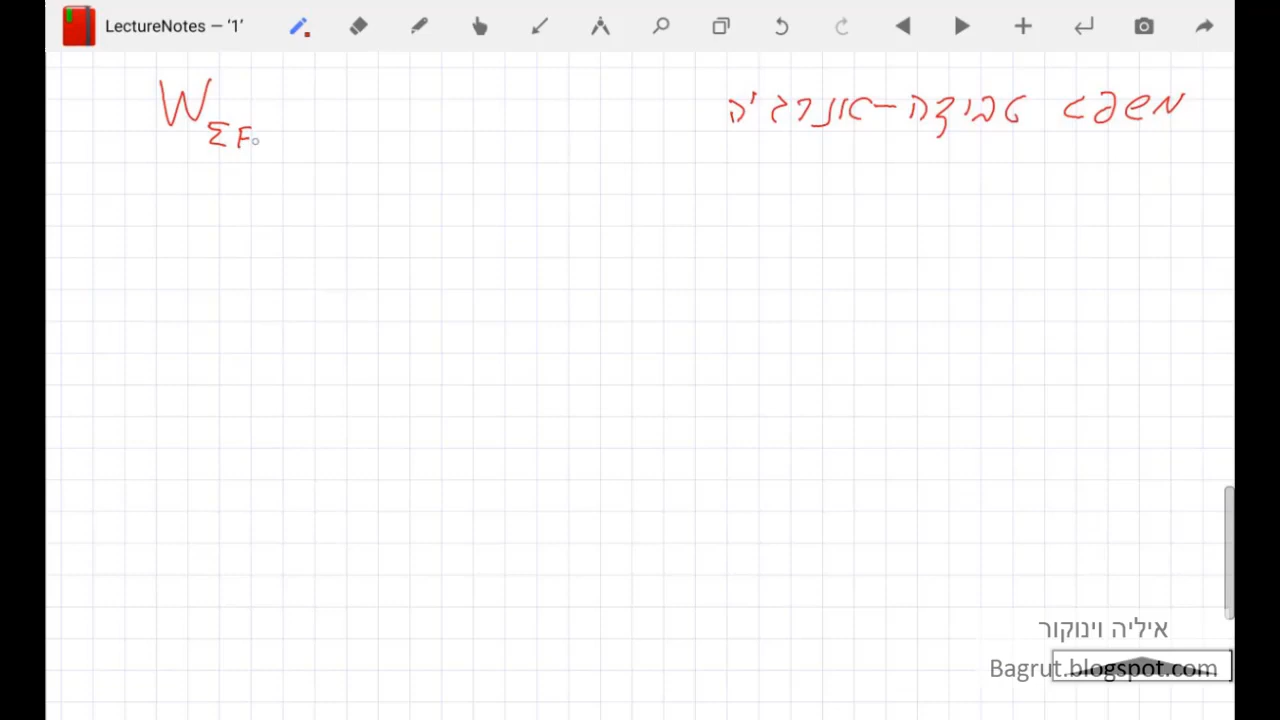 LectureNotes – ‘1’
משפט עבודה-אנרגיה
W ΣF
איליה וינוקור
Bagrut.blogspot.com